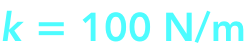 k = 100 N/m